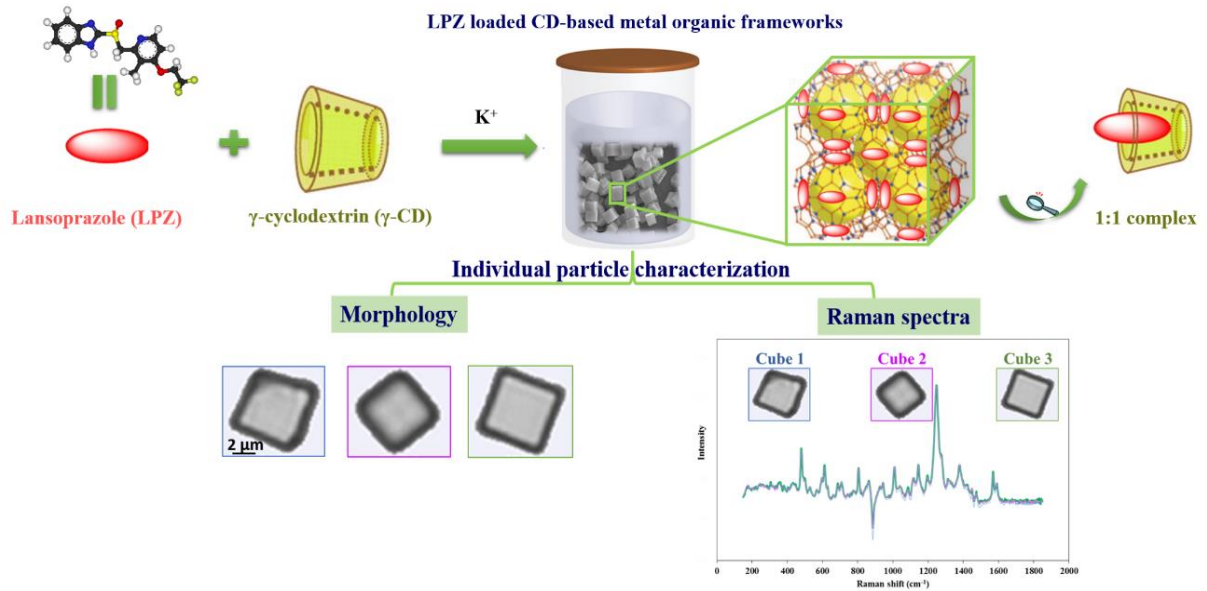 LPZ loaded CD-based metal organic frameworks
K⁺
Lansoprazole (LPZ)
γ-cyclodextrin (γ-CD)
1:1 complex
Individual particle characterization
Morphology
Raman spectra
2 μm
Cube 1
Cube 2
Cube 3
Intensity
0
200
400
600
800
1000
1200
1400
1600
1800
2000
Raman shift (cm⁻¹)